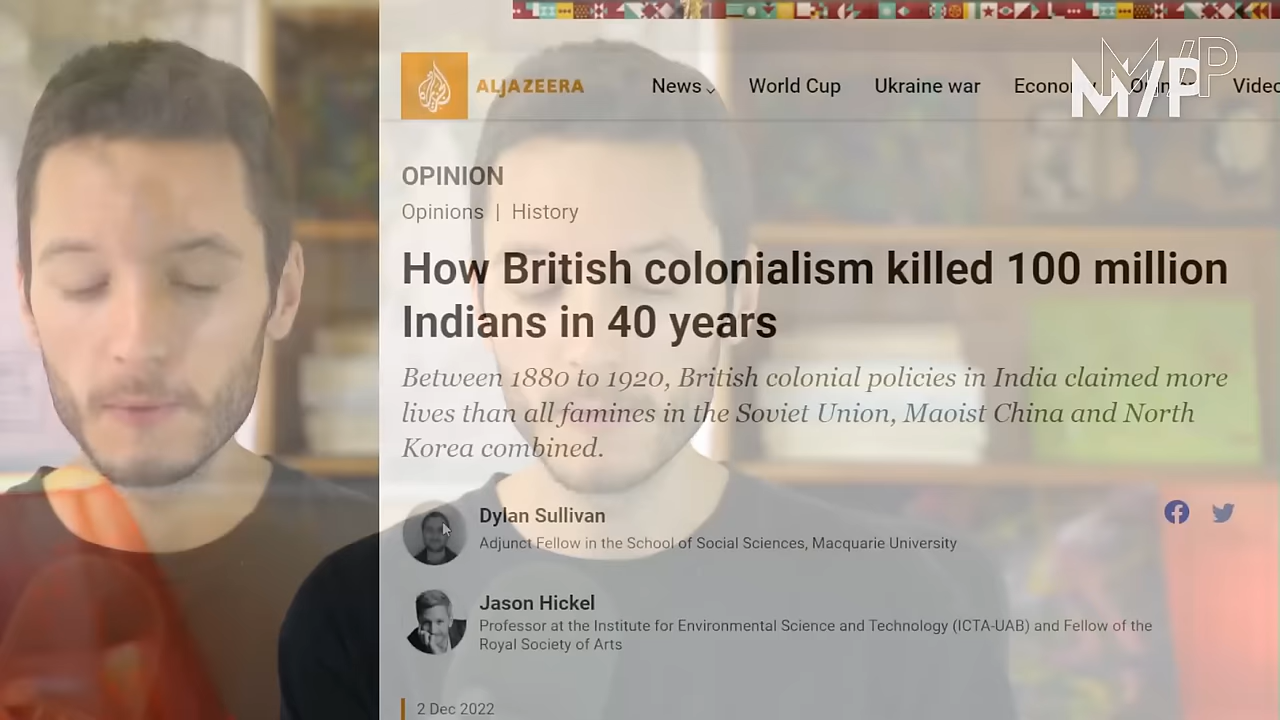 M/P
M/P
ALJAZEERA
News World Cup Ukraine war Economy Opinion Video
OPINION
Opinions | History
How British colonialism killed 100 million
Indians in 40 years
Between 1880 to 1920, British colonial policies in India claimed more
lives than all famines in the Soviet Union, Maoist China and North
Korea combined.
Dylan Sullivan
Adjunct Fellow in the School of Social Sciences, Macquarie University
Jason Hickel
Professor at the Institute for Environmental Science and Technology (ICTA-UAB) and Fellow of the
Royal Society of Arts
2 Dec 2022